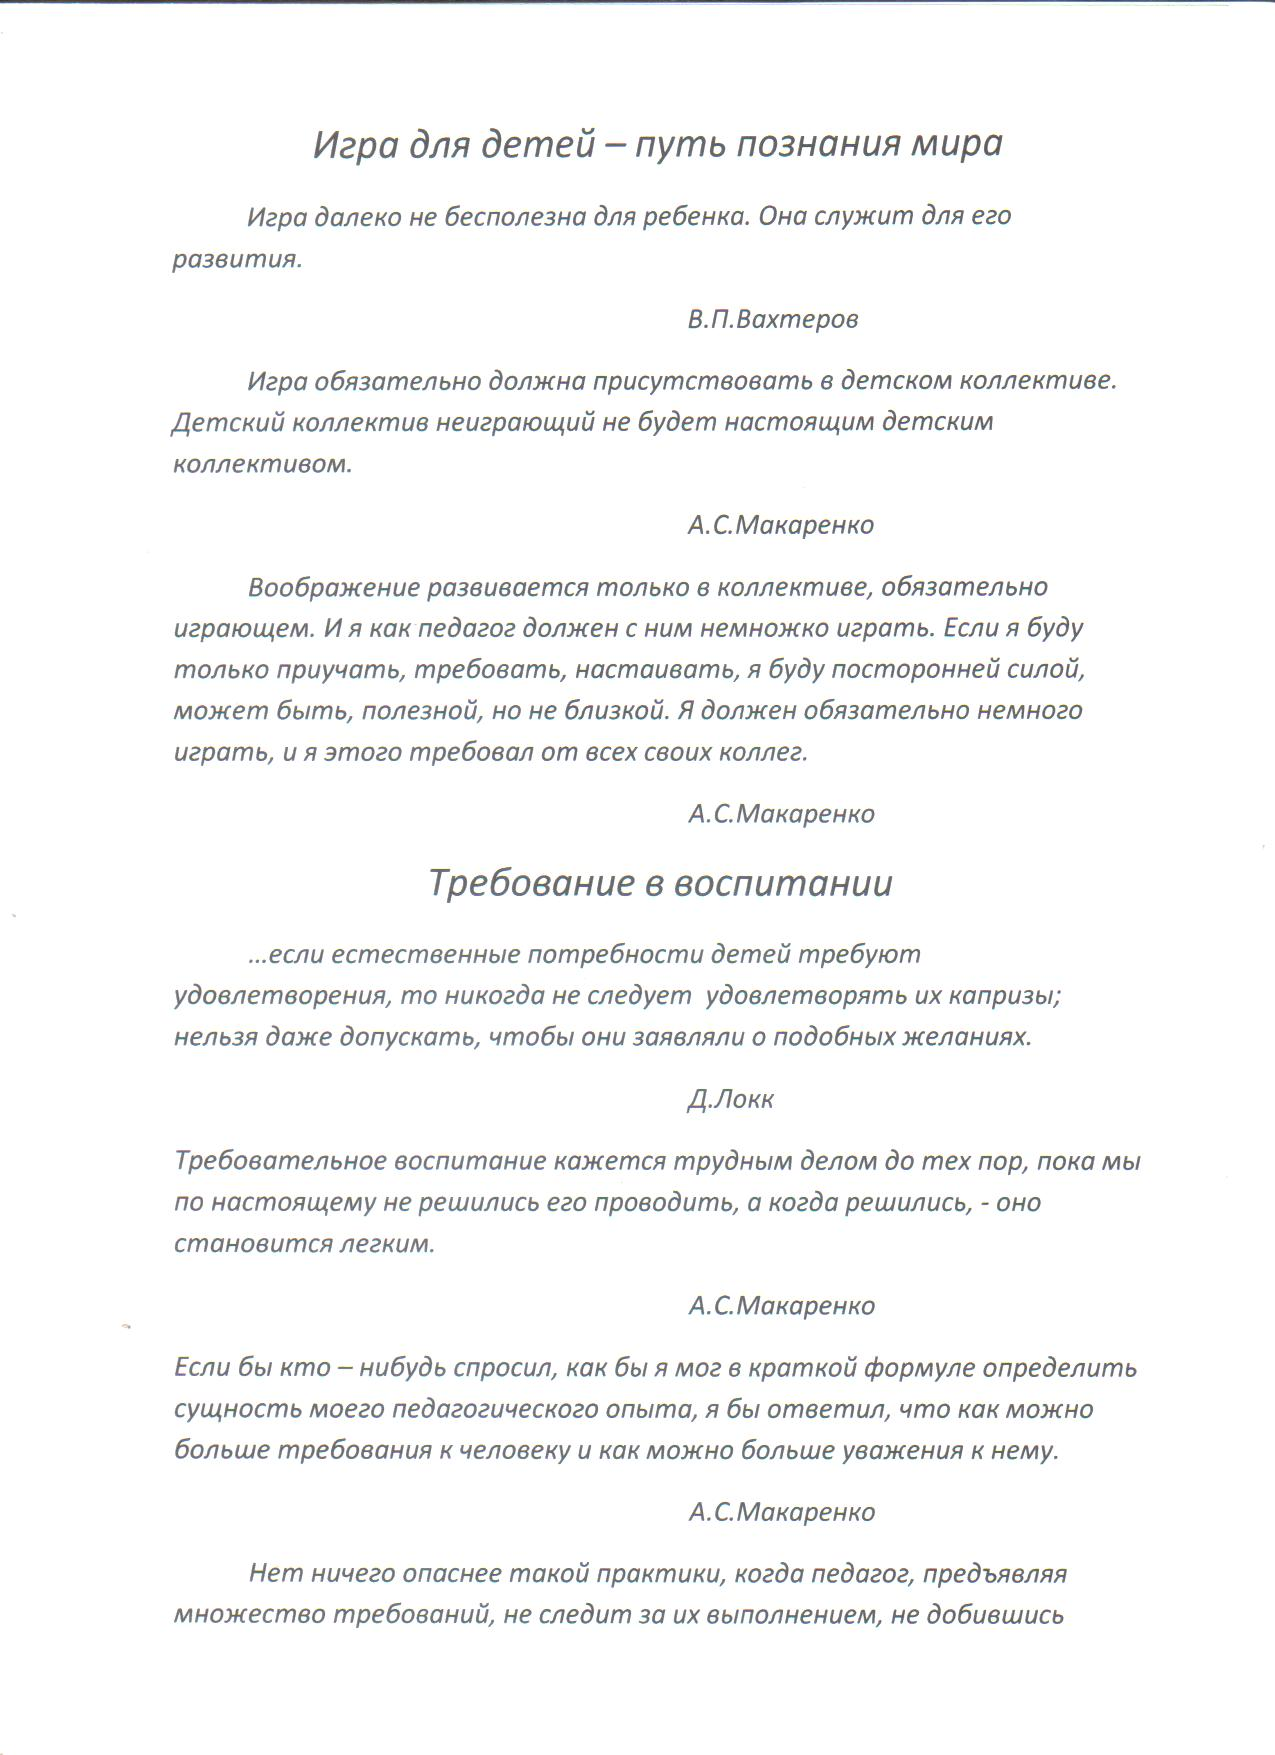 Игра для детей – путь познания мира
Игра далеко не бесполезна для ребенка. Она служит для его
развития.
В.П.Вахтеров
Игра обязательно должна присутствовать в детском коллективе.
Детский коллектив неиграющий не будет настоящим детским
коллективом.
А.С.Макаренко
Воображение развивается только в коллективе, обязательно
играющем. И я как педагог должен с ним немножко играть. Если я буду
только приучать, требовать, настаивать, я буду посторонней силой,
может быть, полезной, но не близкой. Я должен обязательно немного
играть, и я этого требовал от всех своих коллег.
А.С.Макаренко
Требование в воспитании
...если естественные потребности детей требуют
удовлетворения, то никогда не следует  удовлетворять их капризы;
нельзя даже допускать, чтобы они заявляли о подобных желаниях.
Д.Локк
Требовательное воспитание кажется трудным делом до тех пор, пока мы
по настоящему не решились его проводить, а когда решились, - оно
становится легким.
А.С.Макаренко
Если бы кто – нибудь спросил, как бы я мог в краткой формуле определить
сущность моего педагогического опыта, я бы ответил, что как можно
больше требования к человеку и как можно больше уважения к нему.
А.С.Макаренко
Нет ничего опаснее такой практики, когда педагог, предъявляя
множество требований, не следит за их выполнением, не добившись